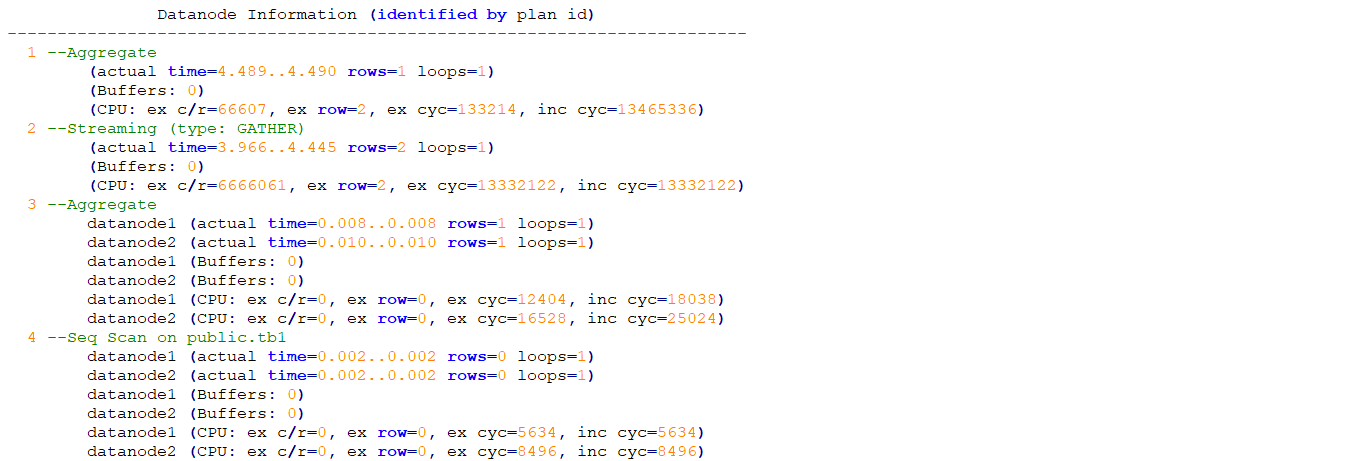 Datanode Information (identified by plan id)
--------------------------------------------------------------------------
1 --Aggregate
(actual time=4.489..4.490 rows=1 loops=1)
(Buffers: 0)
(CPU: ex c/r=66607, ex row=2, ex cyc=133214, inc cyc=13465336)
2 --Streaming (type: GATHER)
(actual time=3.966..4.445 rows=2 loops=1)
(Buffers: 0)
(CPU: ex c/r=6666061, ex row=2, ex cyc=13332122, inc cyc=13332122)
3 --Aggregate
datanode1 (actual time=0.008..0.008 rows=1 loops=1)
datanode2 (actual time=0.010..0.010 rows=1 loops=1)
datanode1 (Buffers: 0)
datanode2 (Buffers: 0)
datanode1 (CPU: ex c/r=0, ex row=0, ex cyc=12404, inc cyc=18038)
datanode2 (CPU: ex c/r=0, ex row=0, ex cyc=16528, inc cyc=25024)
4 --Seq Scan on public.tb1
datanode1 (actual time=0.002..0.002 rows=0 loops=1)
datanode2 (actual time=0.002..0.002 rows=0 loops=1)
datanode1 (Buffers: 0)
datanode2 (Buffers: 0)
datanode1 (CPU: ex c/r=0, ex row=0, ex cyc=5634, inc cyc=5634)
datanode2 (CPU: ex c/r=0, ex row=0, ex cyc=8496, inc cyc=8496)